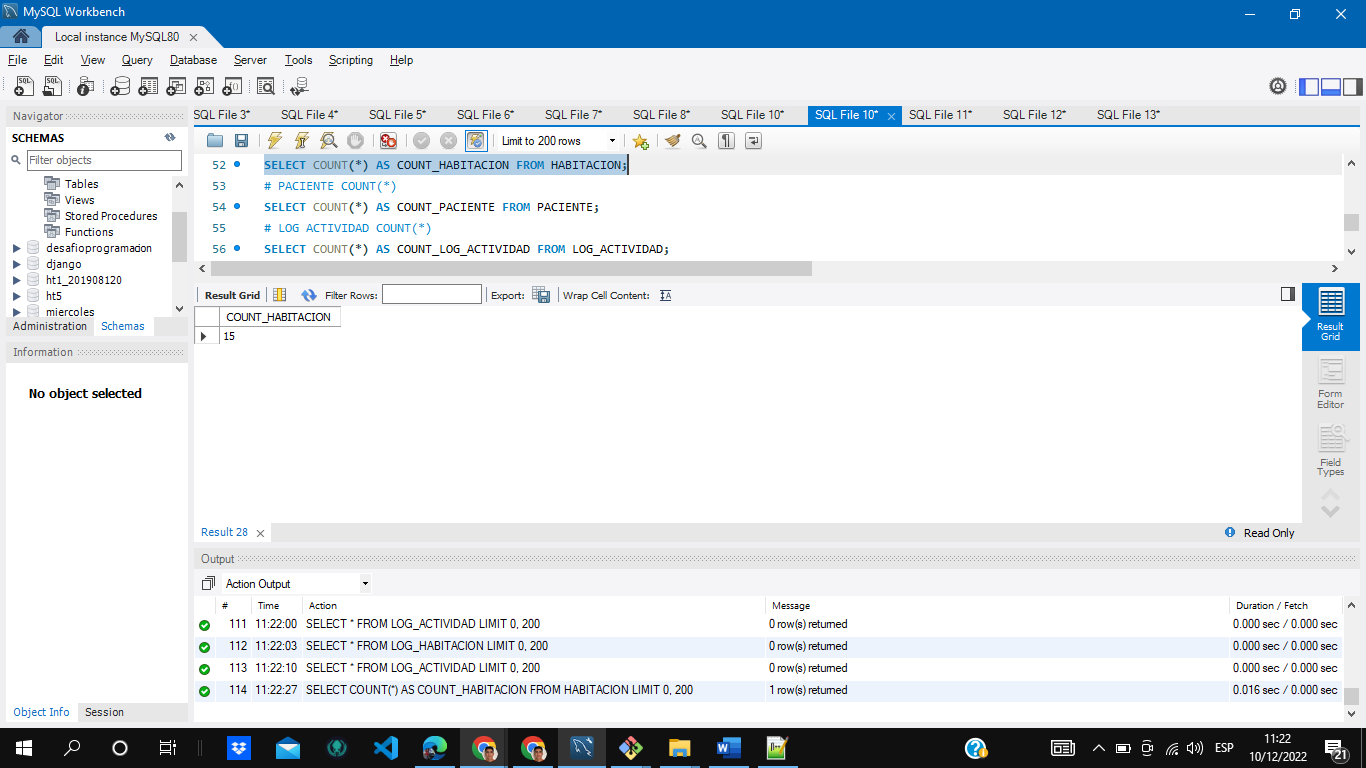 MySQL Workbench
Local instance MySQL80
File Edit View Query Database Server Tools Scripting Help
Navigator
SCHEMAS
Filter objects
Tables
Views
Stored Procedures
Functions
desafioprogramacion
django
ht1_201908120
ht5
miercoles
Administration Schemas
Information
No object selected
Object Info Session
SQL File 3* SQL File 4* SQL File 5* SQL File 6* SQL File 7* SQL File 8* SQL File 10* SQL File 10* SQL File 11* SQL File 12* SQL File 13*
Limit to 200 rows
52 SELECT COUNT(*) AS COUNT_HABITACION FROM HABITACION;
53 # PACIENTE COUNT(*)
54 SELECT COUNT(*) AS COUNT_PACIENTE FROM PACIENTE;
55 # LOG ACTIVIDAD COUNT(*)
56 SELECT COUNT(*) AS COUNT_LOG_ACTIVIDAD FROM LOG_ACTIVIDAD;
Result Grid Filter Rows: Export: Wrap Cell Content:
COUNT_HABITACION
15
Result Grid
Form Editor
Field Types
Result 28
Read Only
Output
Action Output
# Time Action Message Duration / Fetch
111 11:22:00 SELECT * FROM LOG_ACTIVIDAD LIMIT 0, 200 0 row(s) returned 0.000 sec / 0.000 sec
112 11:22:03 SELECT * FROM LOG_HABITACION LIMIT 0, 200 0 row(s) returned 0.000 sec / 0.000 sec
113 11:22:10 SELECT * FROM LOG_ACTIVIDAD LIMIT 0, 200 0 row(s) returned 0.000 sec / 0.000 sec
114 11:22:27 SELECT COUNT(*) AS COUNT_HABITACION FROM HABITACION LIMIT 0, 200 1 row(s) returned 0.016 sec / 0.000 sec
ESP
11:22
10/12/2022
21